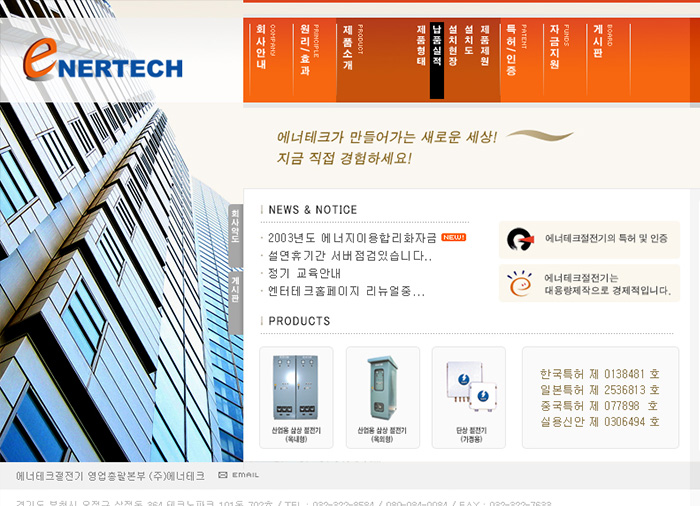 eNERTECH
회사안내 COMPANY
원리/효과 PRINCIPLE
제품소개 PRODUCT
제품형태
납품실적
설치현장
설치도
제품제원
특허/인증 PATENT
자금지원 FUNDS
게시판 BOARD
에너테크가 만들어가는 새로운 세상!
지금 직접 경험하세요!
회사약도
게시판
NEWS & NOTICE
· 2003년도 에너지이용합리화자금 NEW!
· 설연휴기간 서버점검있습니다..
· 정기 교육안내
· 엔터테크홈페이지 리뉴얼중...
에너테크절전기의 특허 및 인증
에너테크절전기는
대용량제작으로 경제적입니다.
PRODUCTS
산업용 삼상 절전기
(옥내형)
산업용 삼상 절전기
(옥외형)
단상 절전기
(가정용)
한국특허 제 0138481 호
일본특허 제 2536813 호
중국특허 제 077898 호
실용신안 제 0306494 호
에너테크절전기 영업총괄본부 (주)에너테크 EMAIL